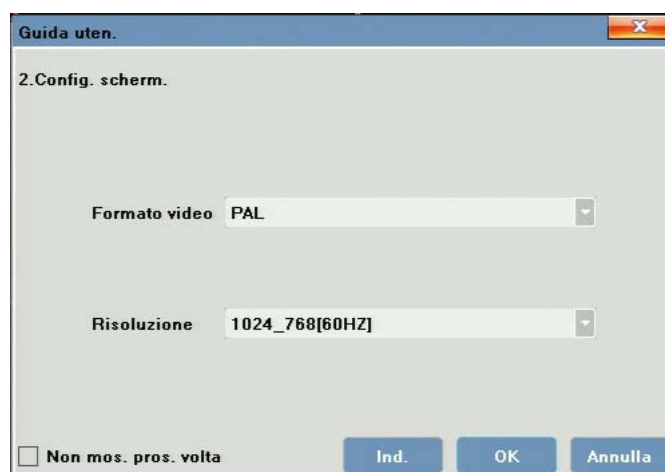 Guida uten.
2.Config. scherm.
Formato video PAL
Risoluzione 1024_768[60HZ]
Non mos. pros. volta Ind. OK Annulla